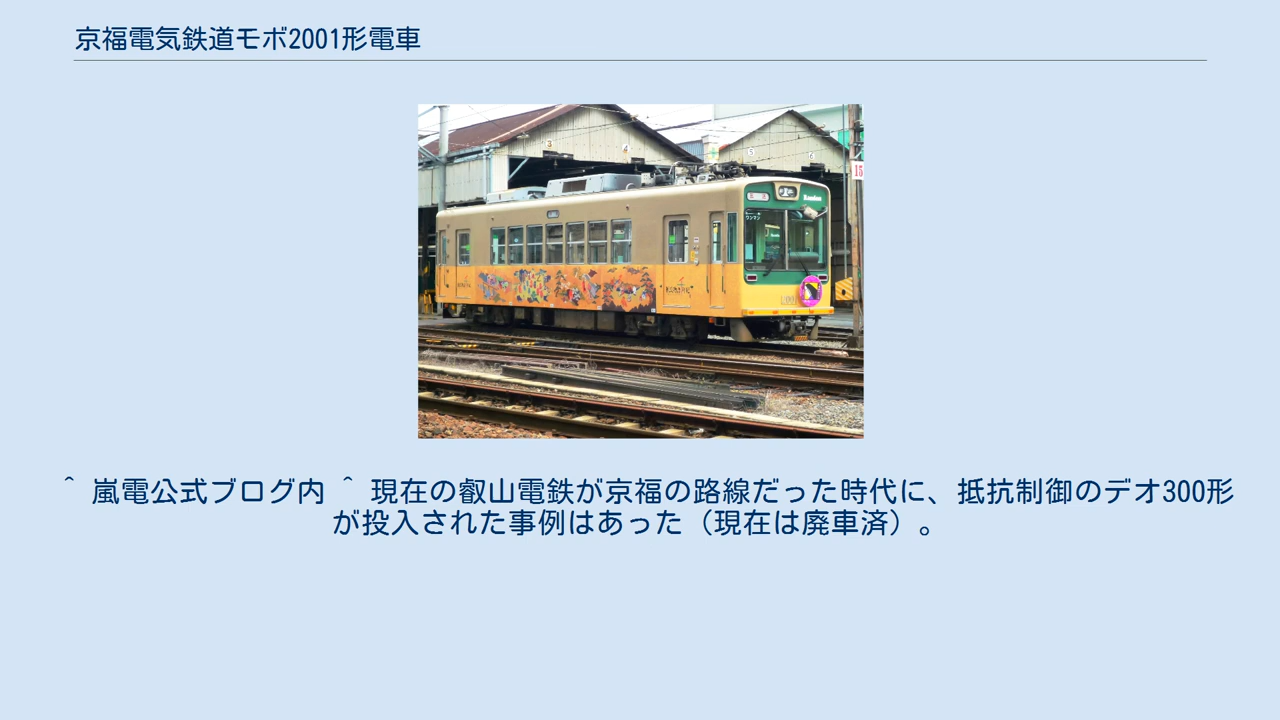 京福電気鉄道モボ2001形電車
15
^ 嵐電公式ブログ内 ^ 現在の叡山電鉄が京福の路線だった時代に、抵抗制御のデオ300形
が投入された事例はあった（現在は廃車済）。